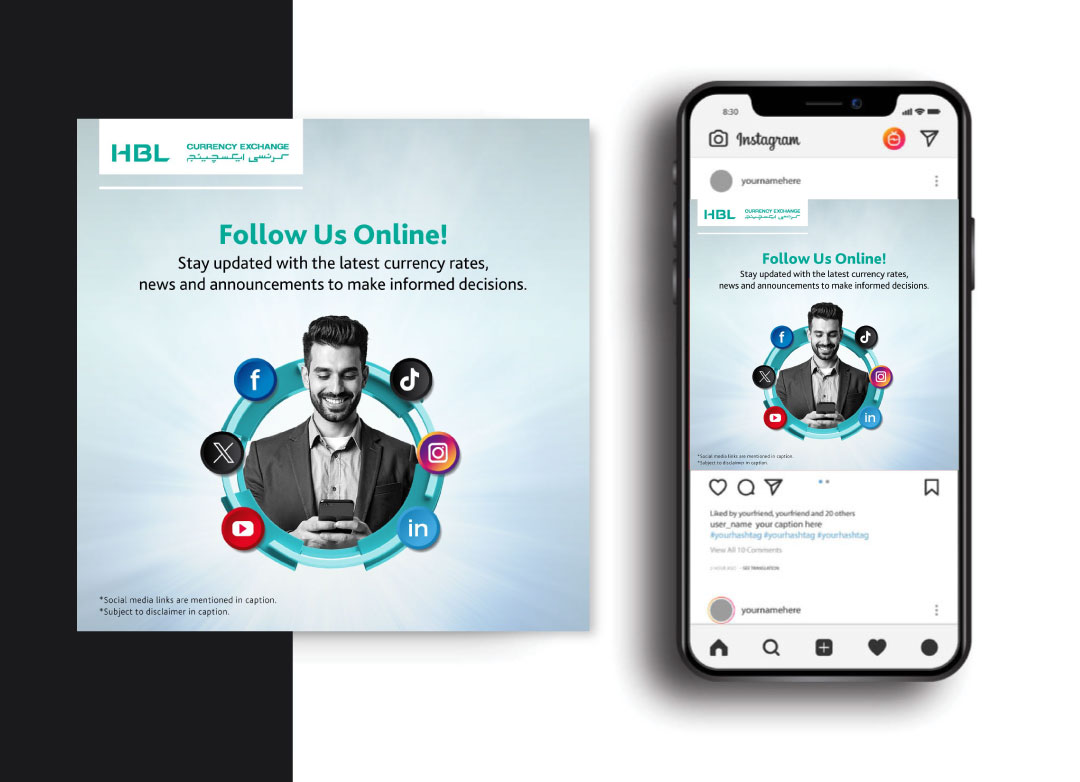 HBL
CURRENCY EXCHANGE
کرنسی ایکسچینج
Follow Us Online!
Stay updated with the latest currency rates,
news and announcements to make informed decisions.
f
X
in
*Social media links are mentioned in caption.
*Subject to disclaimer in caption.
8:30
Instagram
yournamehere
HBL
CURRENCY EXCHANGE
کرنسی ایکسچینج
Follow Us Online!
Stay updated with the latest currency rates,
news and announcements to make informed decisions.
f
X
in
*Social media links are mentioned in caption.
*Subject to disclaimer in caption.
Liked by yourfriend, yourfriend and 20 others
user_name your caption here
#yourhashtag #yourhashtag #yourhashtag
View All 10 Comments
SEE TRANSLATION
yournamehere